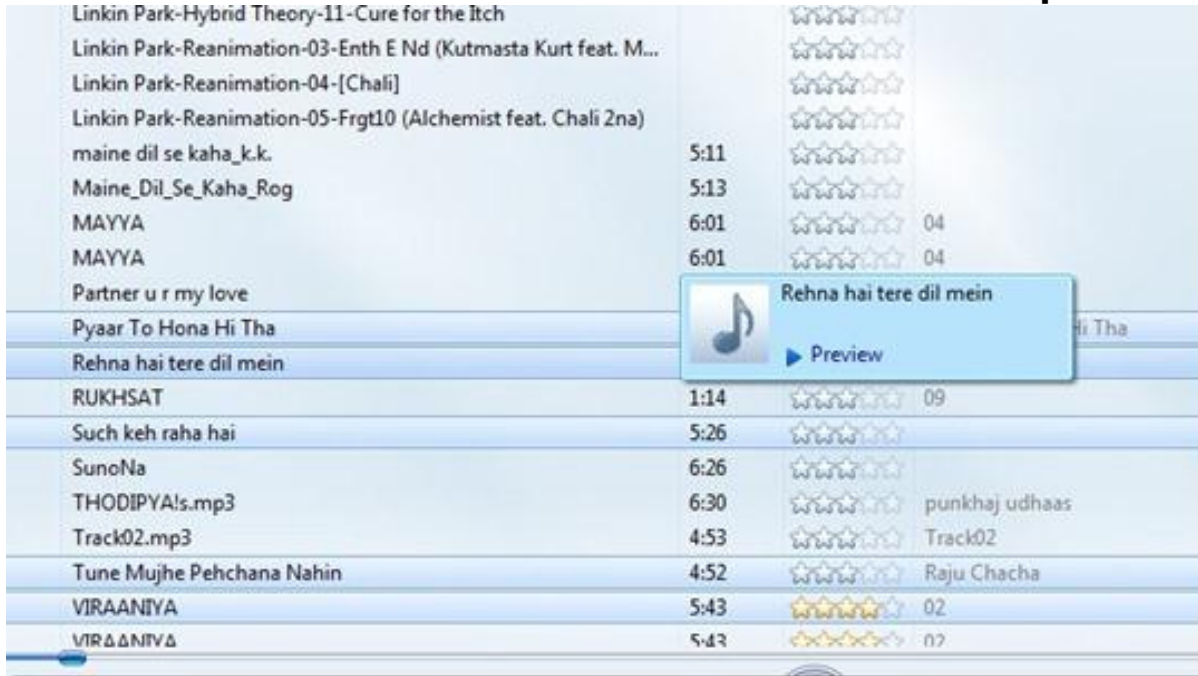 Linkin Park-Hybrid Theory-11-Cure for the Itch
Linkin Park-Reanimation-03-Enth E Nd (Kutmasta Kurt feat. M...
Linkin Park-Reanimation-04-[Chali]
Linkin Park-Reanimation-05-Frgt10 (Alchemist feat. Chali 2na)
maine dil se kaha_k.k. 5:11
Maine_Dil_Se_Kaha_Rog 5:13
MAYYA 6:01 04
MAYYA 6:01 04
Partner u r my love
Rehna hai tere dil mein
Pyaar To Hona Hi Tha Hi Tha
Preview
Rehna hai tere dil mein
RUKHSAT 1:14 09
Such keh raha hai 5:26
SunoNa 6:26
THODIPYA!s.mp3 6:30 punkhaj udhaas
Track02.mp3 4:53 Track02
Tune Mujhe Pehchana Nahin 4:52 Raju Chacha
VIRAANIYA 5:43 02
VIRAANIYA 5:43 02